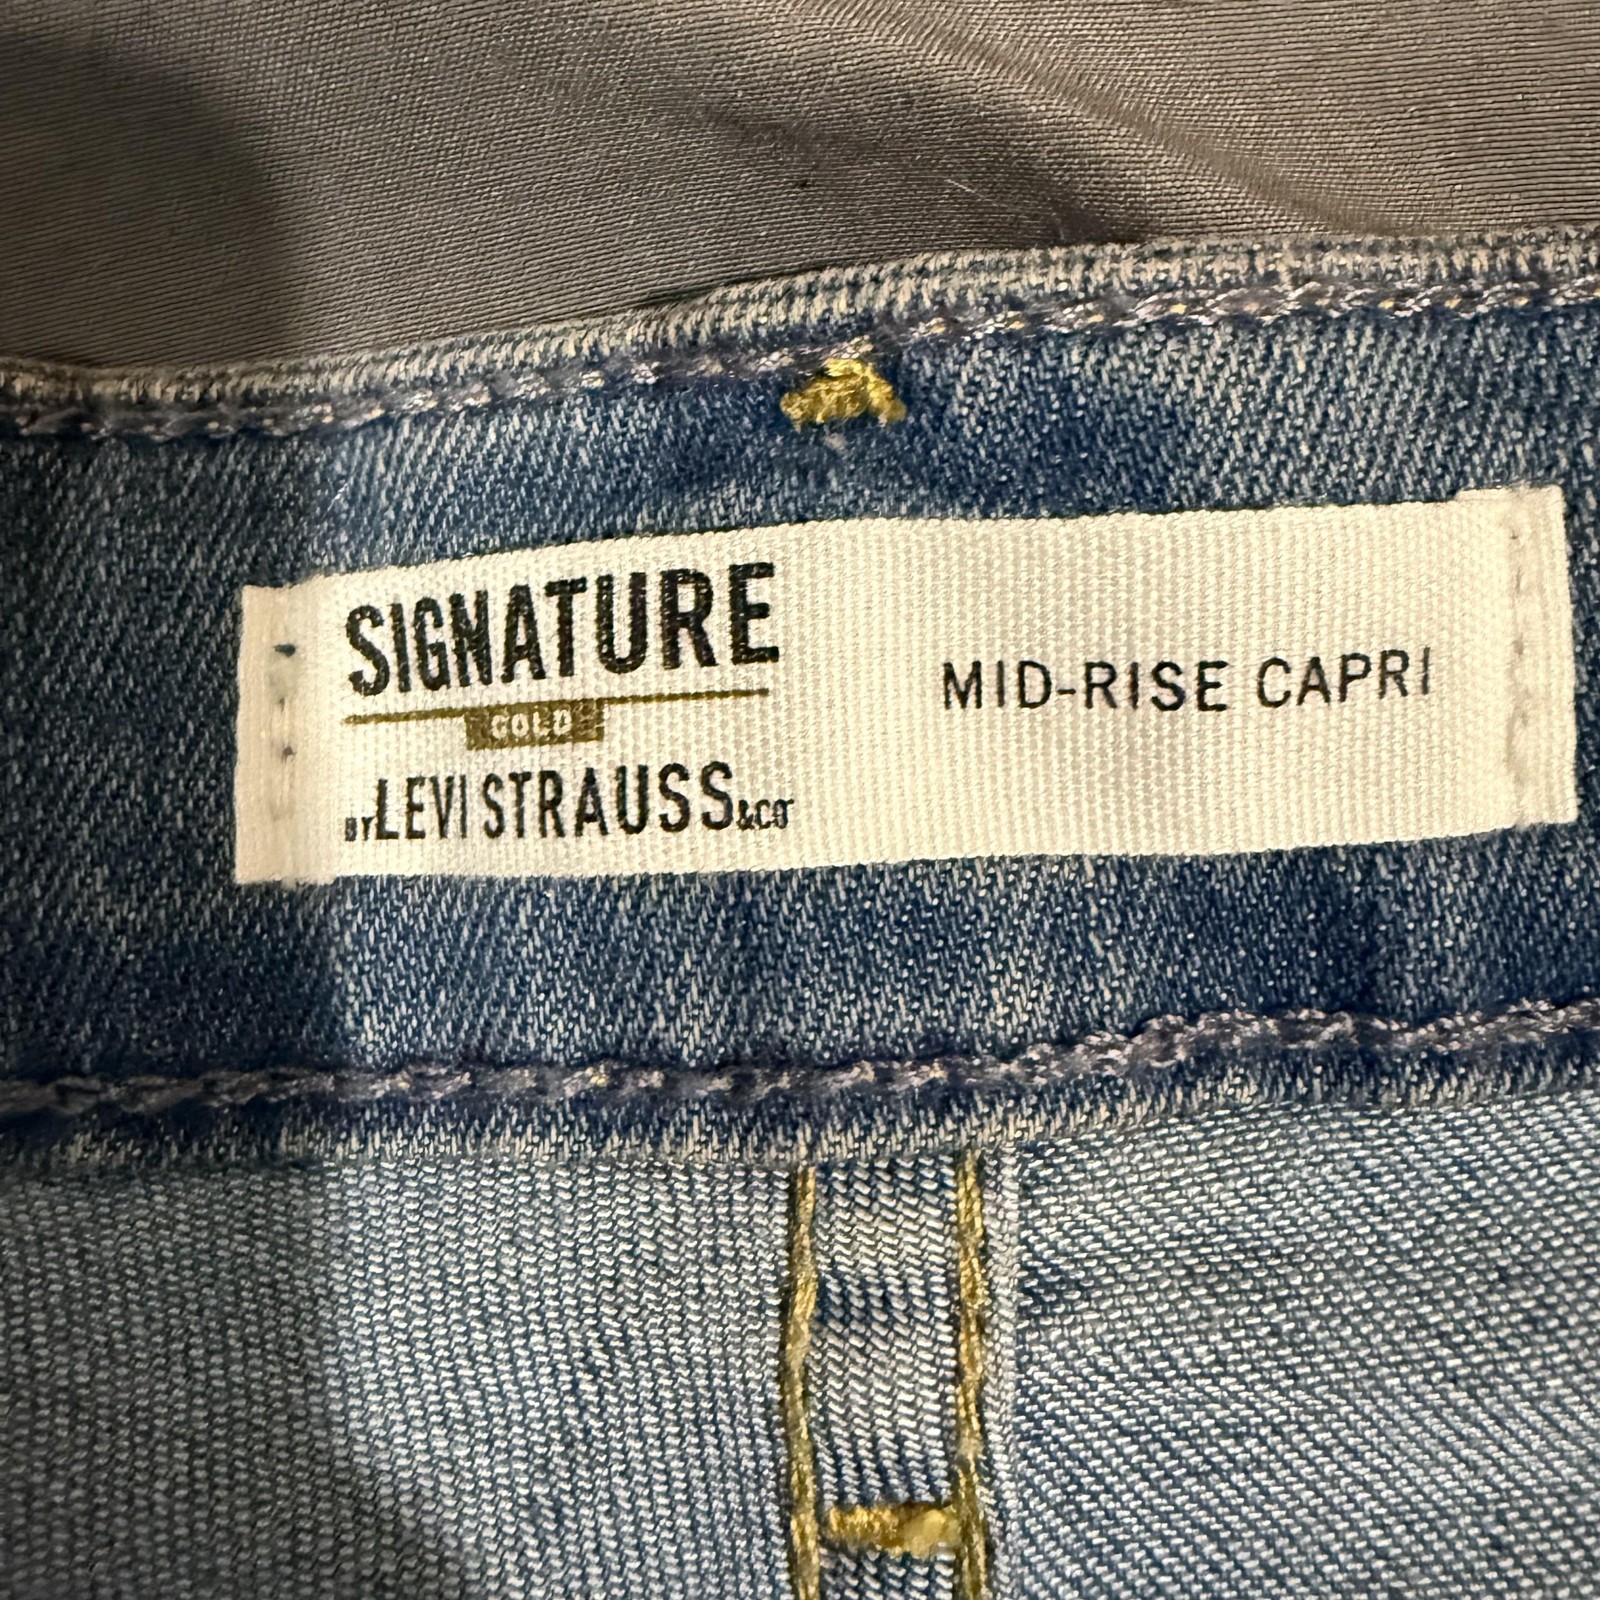 SIGNATURE
GOLD
BY LEVI STRAUSS & CO
MID-RISE CAPRI